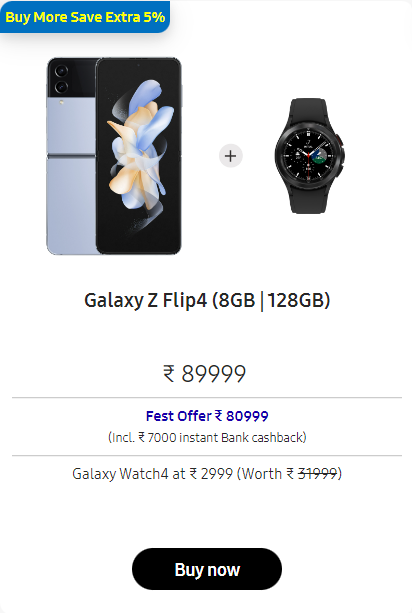 Buy More Save Extra 5%
Galaxy Z Flip4 (8GB | 128GB)
₹ 89999
Fest Offer ₹ 80999
(Incl. ₹ 7000 instant Bank cashback)
Galaxy Watch4 at ₹ 2999 (Worth ₹ 31999)
Buy now